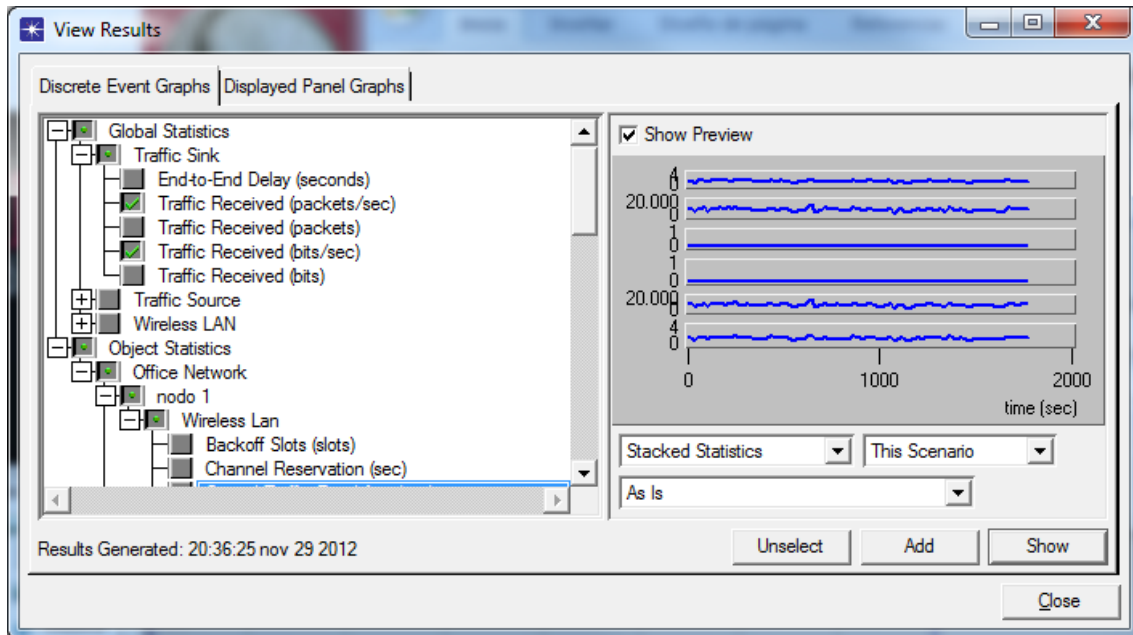 View Results
Discrete Event Graphs Displayed Panel Graphs
Global Statistics
Traffic Sink
End-to-End Delay (seconds)
Traffic Received (packets/sec)
Traffic Received (packets)
Traffic Received (bits/sec)
Traffic Received (bits)
Traffic Source
Wireless LAN
Object Statistics
Office Network
nodo 1
Wireless Lan
Backoff Slots (slots)
Channel Reservation (sec)
Show Preview
4
0
20.000
0
1
0
1
0
20.000
0
4
0
0 1000 2000
time (sec)
Stacked Statistics This Scenario
As Is
Results Generated: 20:36:25 nov 29 2012
Unselect Add Show
Close